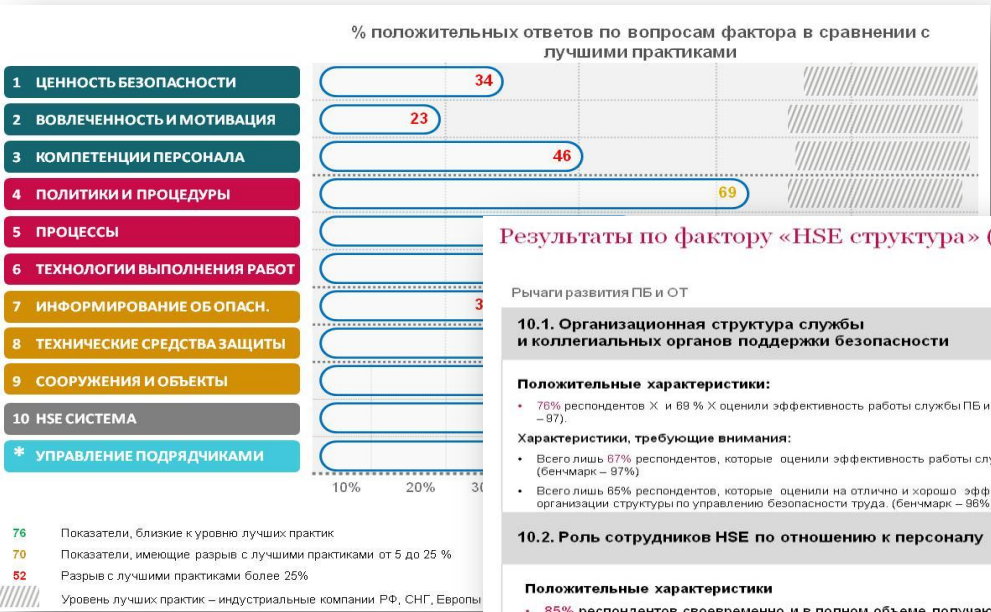 % положительных ответов по вопросам фактора в сравнении с
лучшими практиками
1 ЦЕННОСТЬ БЕЗОПАСНОСТИ
34
2 ВОВЛЕЧЕННОСТЬ И МОТИВАЦИЯ
23
3 КОМПЕТЕНЦИИ ПЕРСОНАЛА
46
4 ПОЛИТИКИ И ПРОЦЕДУРЫ
69
5 ПРОЦЕССЫ
6 ТЕХНОЛОГИИ ВЫПОЛНЕНИЯ РАБОТ
7 ИНФОРМИРОВАНИЕ ОБ ОПАСН.
8 ТЕХНИЧЕСКИЕ СРЕДСТВА ЗАЩИТЫ
9 СООРУЖЕНИЯ И ОБЪЕКТЫ
10 HSE СИСТЕМА
* УПРАВЛЕНИЕ ПОДРЯДЧИКАМИ
10% 20%
76 Показатели, близкие к уровню лучших практик
70 Показатели, имеющие разрыв с лучшими практиками от 5 до 25 %
52 Разрыв с лучшими практиками более 25%
Уровень лучших практик – индустриальные компании РФ, СНГ, Европы
Результаты по фактору «HSE структура» (
Рычаги развития ПБ и ОТ
10.1. Организационная структура службы
и коллегиальных органов поддержки безопасности
Положительные характеристики:
• 76% респондентов X и 69 % X оценили эффективность работы службы ПБ и
– 97).
Характеристики, требующие внимания:
• Всего лишь 67% респондентов, которые оценили эффективность работы
(бенчмарк – 97%)
• Всего лишь 65% респондентов, которые оценили на отлично и хорошо
организации структуры по управлению безопасности труда. (бенчмарк – 96%
10.2. Роль сотрудников HSE по отношению к персоналу
Положительные характеристики
• 85% респондентов своевременно и в полном объеме